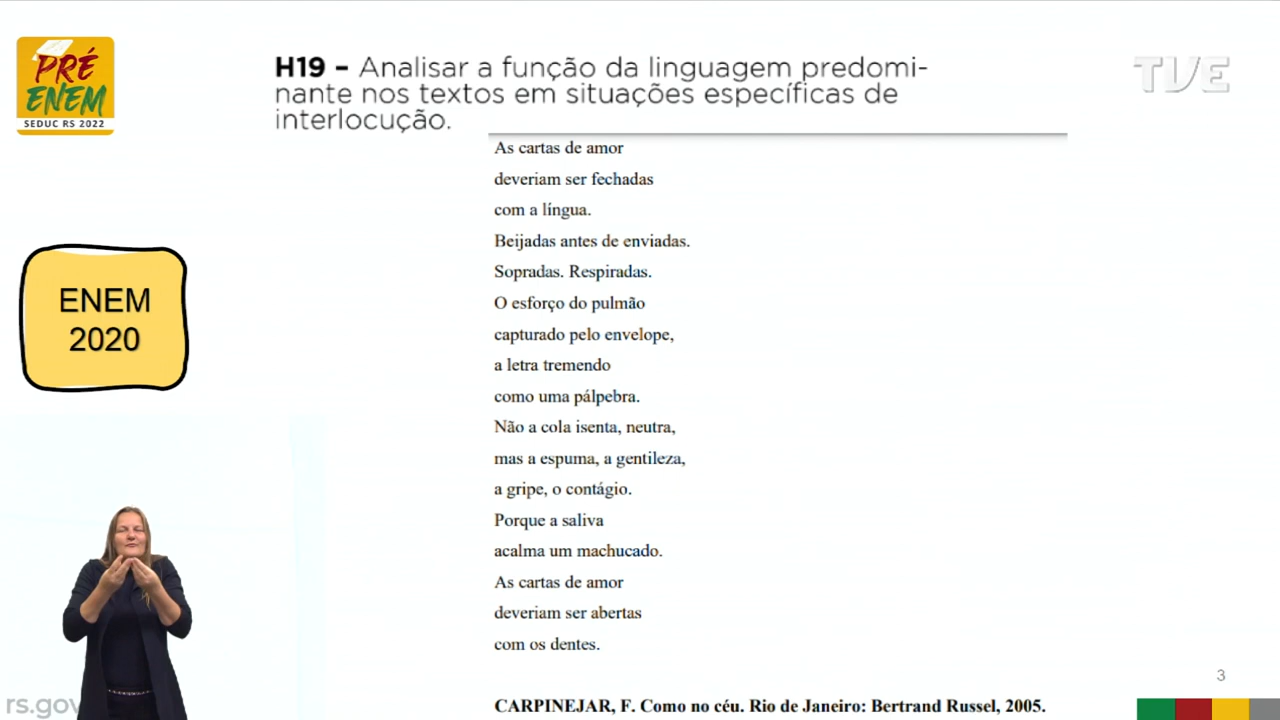 PRÉ
ENEM
SEDUC RS 2022
H19 – Analisar a função da linguagem predomi-
nante nos textos em situações específicas de
interlocução.
TVE
As cartas de amor
deveriam ser fechadas
com a língua.
Beijadas antes de enviadas.
Sopradas. Respiradas.
O esforço do pulmão
capturado pelo envelope,
a letra tremendo
como uma pálpebra.
Não a cola isenta, neutra,
mas a espuma, a gentileza,
a gripe, o contágio.
Porque a saliva
acalma um machucado.
As cartas de amor
deveriam ser abertas
com os dentes.
ENEM
2020
CARPINEJAR, F. Como no céu. Rio de Janeiro: Bertrand Russel, 2005.
3
rs.gov